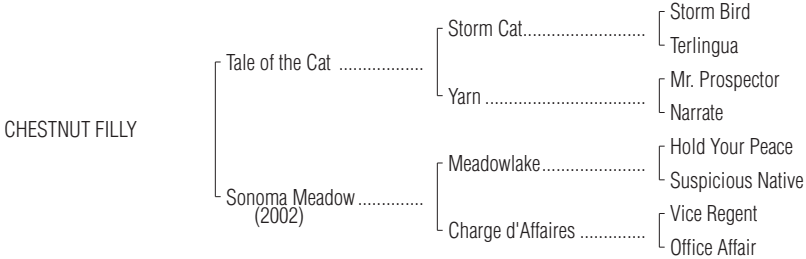 Storm Bird
Storm Cat..........................
Terlingua
Tale of the Cat ..................
Mr. Prospector
Yarn ..................................
Narrate
CHESTNUT FILLY
Hold Your Peace
Meadowlake......................
Suspicious Native
Sonoma Meadow..............
(2002)
Vice Regent
Charge d'Affaires ..............
Office Affair